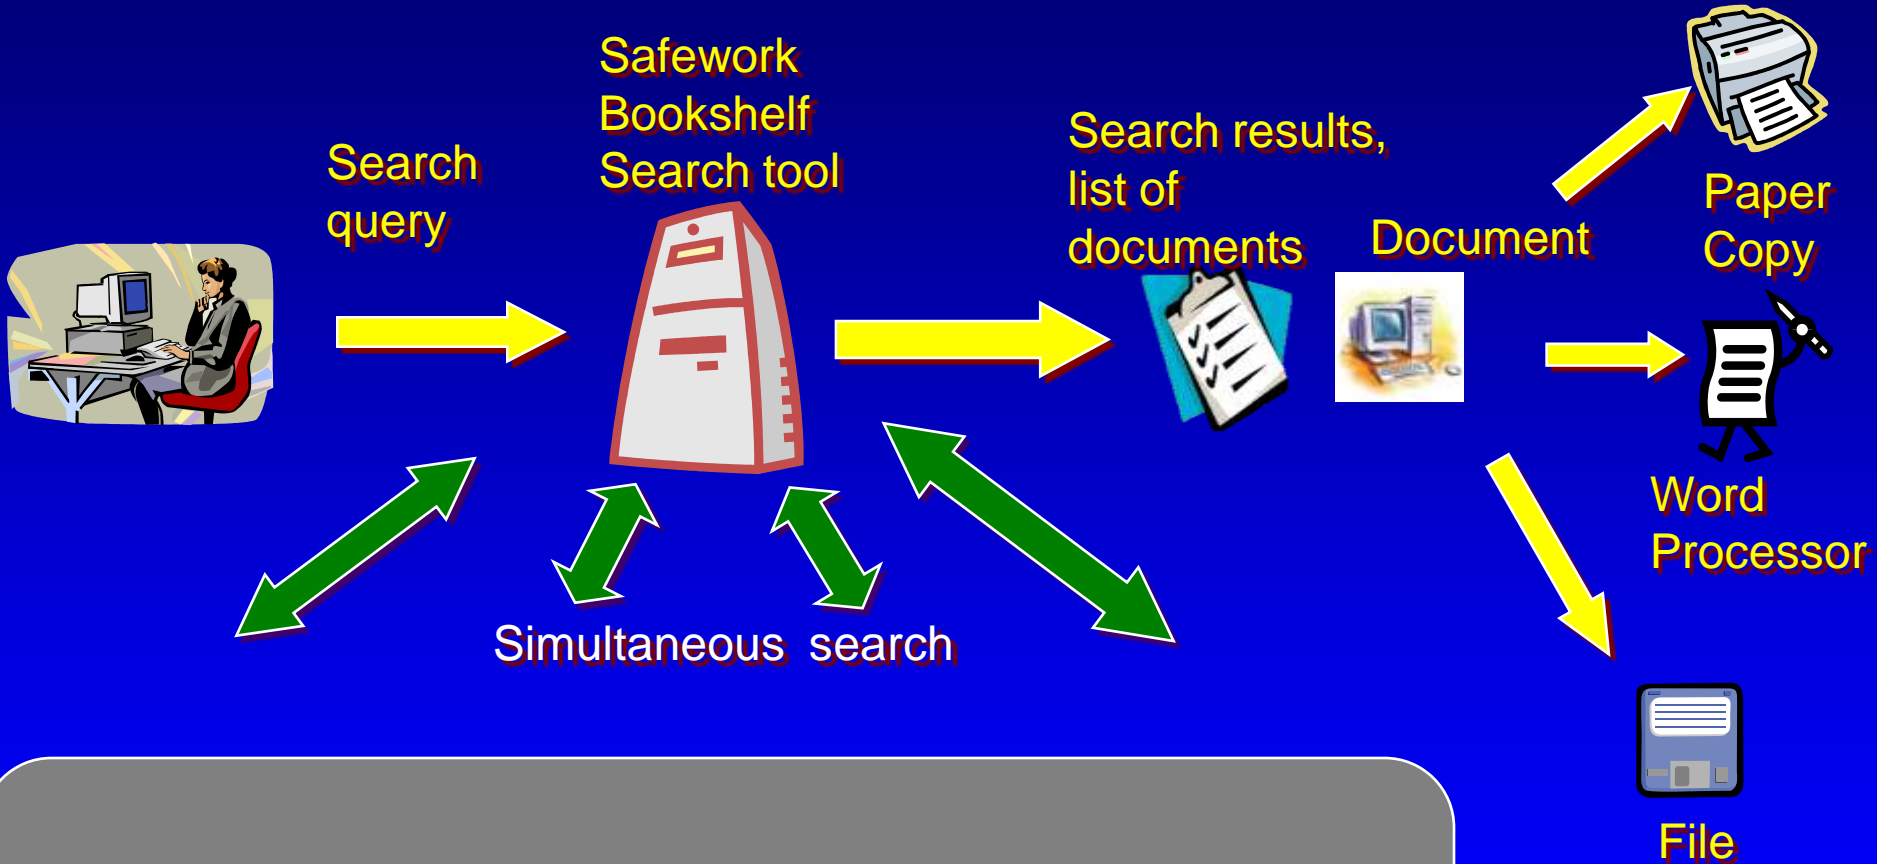 Search
query
Safework
Bookshelf
Search tool
Search results,
list of
documents
Document
Paper
Copy
Word
Processor
Simultaneous search
File